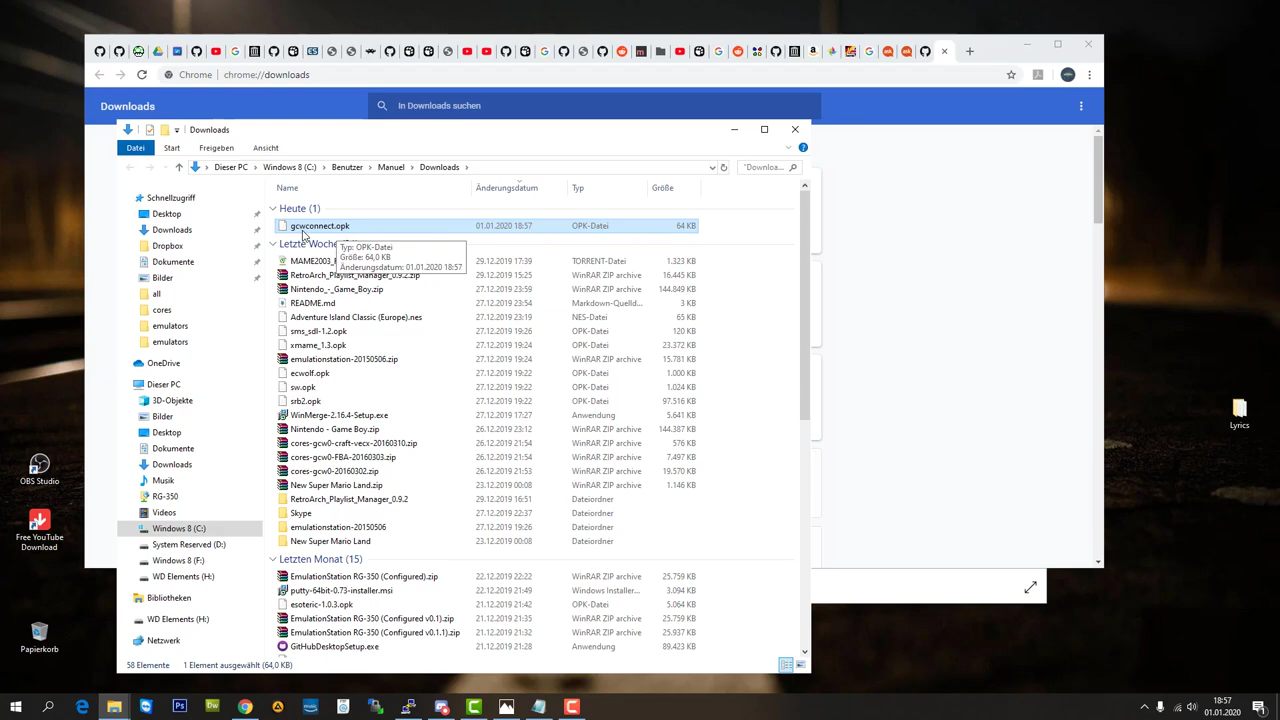 Chrome | chrome://downloads
Downloads
In Downloads suchen
Downloads
Datei Start Freigeben Ansicht
Dieser PC > Windows 8 (C:) > Benutzer > Manuel > Downloads >
"Downloa...
Name Änderungsdatum Typ Größe
Schnellzugriff
Desktop
Downloads
Dropbox
Dokumente
Bilder
all
cores
emulators
emulators
OneDrive
Dieser PC
3D-Objekte
Bilder
Desktop
Dokumente
Downloads
Musik
RG-350
Videos
Windows 8 (C:)
System Reserved (D:)
Windows 8 (F:)
WD Elements (H:)
Bibliotheken
WD Elements (H:)
Netzwerk
Heute (1)
gcwconnect.opk 01.01.2020 18:57 OPK-Datei 64 KB
Letzte Woche
Typ: OPK-Datei
Größe: 64,0 KB
Änderungsdatum: 01.01.2020 18:57
MAME2003_ 29.12.2019 17:39 TORRENT-Datei 1.323 KB
RetroArch_Playlist_Manager_0.9.2.zip 29.12.2019 15:25 WinRAR ZIP archive 16.445 KB
Nintendo_-_Game_Boy.zip 27.12.2019 23:59 WinRAR ZIP archive 144.849 KB
README.md 27.12.2019 23:54 Markdown-Quelld... 3 KB
Adventure Island Classic (Europe).nes 27.12.2019 23:19 NES-Datei 65 KB
sms_sdl-1.2.opk 27.12.2019 19:26 OPK-Datei 120 KB
xmame_1.3.opk 27.12.2019 19:24 OPK-Datei 23.372 KB
emulationstation-20150506.zip 27.12.2019 19:24 WinRAR ZIP archive 15.781 KB
ecwolf.opk 27.12.2019 19:22 OPK-Datei 1.000 KB
sw.opk 27.12.2019 19:22 OPK-Datei 1.024 KB
srb2.opk 27.12.2019 19:22 OPK-Datei 97.516 KB
WinMerge-2.16.4-Setup.exe 27.12.2019 17:27 Anwendung 5.641 KB
Nintendo - Game Boy.zip 26.12.2019 23:12 WinRAR ZIP archive 144.387 KB
cores-gcw0-craft-vecx-20160310.zip 26.12.2019 21:54 WinRAR ZIP archive 576 KB
cores-gcw0-FBA-20160303.zip 26.12.2019 21:54 WinRAR ZIP archive 7.497 KB
cores-gcw0-20160302.zip 26.12.2019 21:53 WinRAR ZIP archive 19.570 KB
New Super Mario Land.zip 23.12.2019 00:08 WinRAR ZIP archive 1.146 KB
RetroArch_Playlist_Manager_0.9.2 29.12.2019 16:51 Dateiordner
Skype 27.12.2019 22:37 Dateiordner
emulationstation-20150506 27.12.2019 19:26 Dateiordner
New Super Mario Land 23.12.2019 00:08 Dateiordner
Letzten Monat (15)
EmulationStation RG-350 (Configured).zip 22.12.2019 22:22 WinRAR ZIP archive 25.759 KB
putty-64bit-0.73-installer.msi 22.12.2019 21:49 Windows Installer... 3.094 KB
esoteric-1.0.3.opk 21.12.2019 21:42 OPK-Datei 5.064 KB
EmulationStation RG-350 (Configured v0.1).zip 21.12.2019 21:35 WinRAR ZIP archive 25.759 KB
EmulationStation RG-350 (Configured v0.1.1).zip 21.12.2019 21:32 WinRAR ZIP archive 25.937 KB
GitHubDesktopSetup.exe 21.12.2019 21:28 Anwendung 89.423 KB
58 Elemente 1 Element ausgewählt (64,0 KB)
OBS Studio
Free YouTube
Download
Papierkorb
Lyrics
18:57
01.01.2020